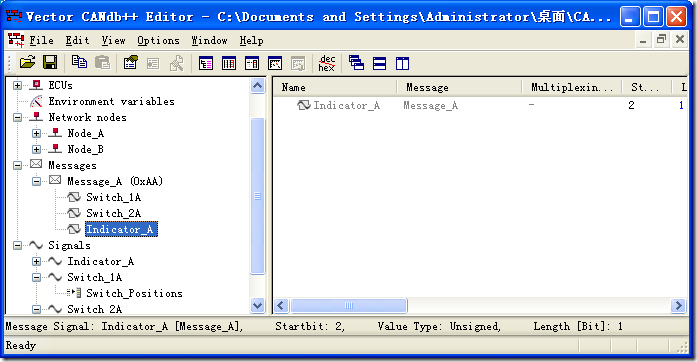 Vector CANdb++ Editor - C:\Documents and Settings\Administrator\桌面\CA...
File Edit View Options Window Help
dec
hex
ECUs
Environment variables
Network nodes
Node_A
Node_B
Messages
Message_A (0xAA)
Switch_1A
Switch_2A
Indicator_A
Signals
Indicator_A
Switch_1A
Switch_Positions
Switch 2A
Name Message Multiplexin... St... L
Indicator_A Message_A - 2 1
Message Signal: Indicator_A [Message_A], Startbit: 2, Value Type: Unsigned, Length [Bit]: 1
Ready